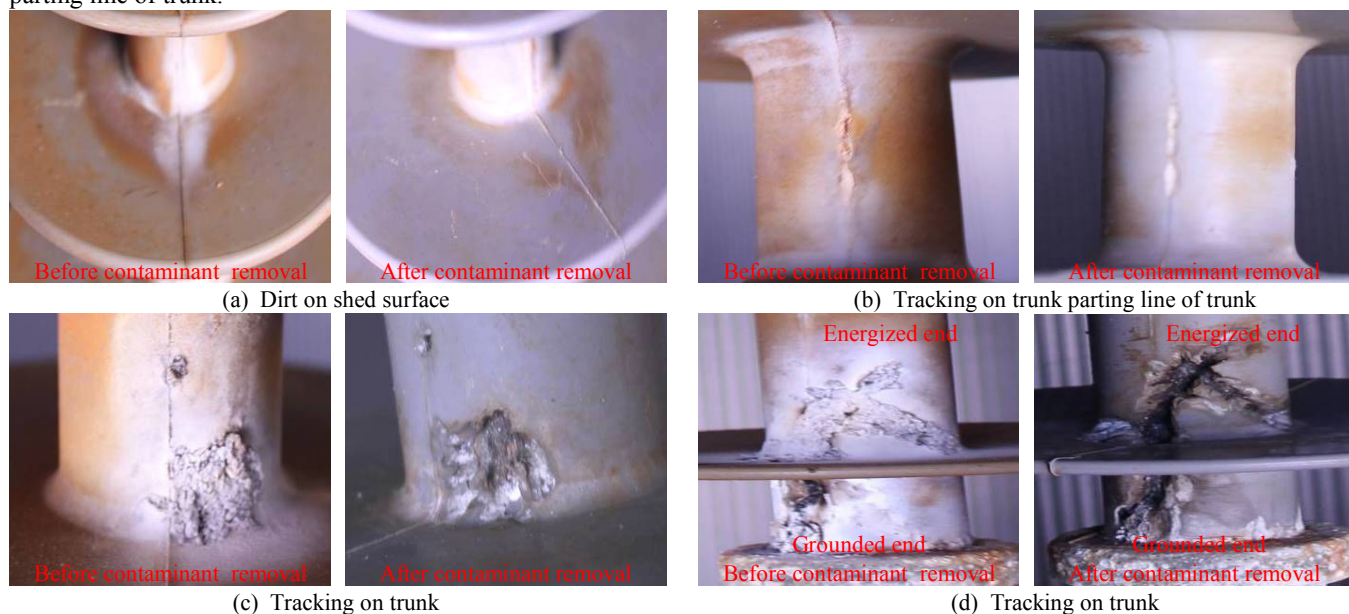 parting line of trunk.
Before contaminant removal
After contaminant removal
Before contaminant removal
After contaminant removal
(a) Dirt on shed surface
(b) Tracking on trunk parting line of trunk
Before contaminant removal
After contaminant removal
Energized end
Grounded end
Before contaminant removal
Energized end
Grounded end
After contaminant removal
(c) Tracking on trunk
(d) Tracking on trunk